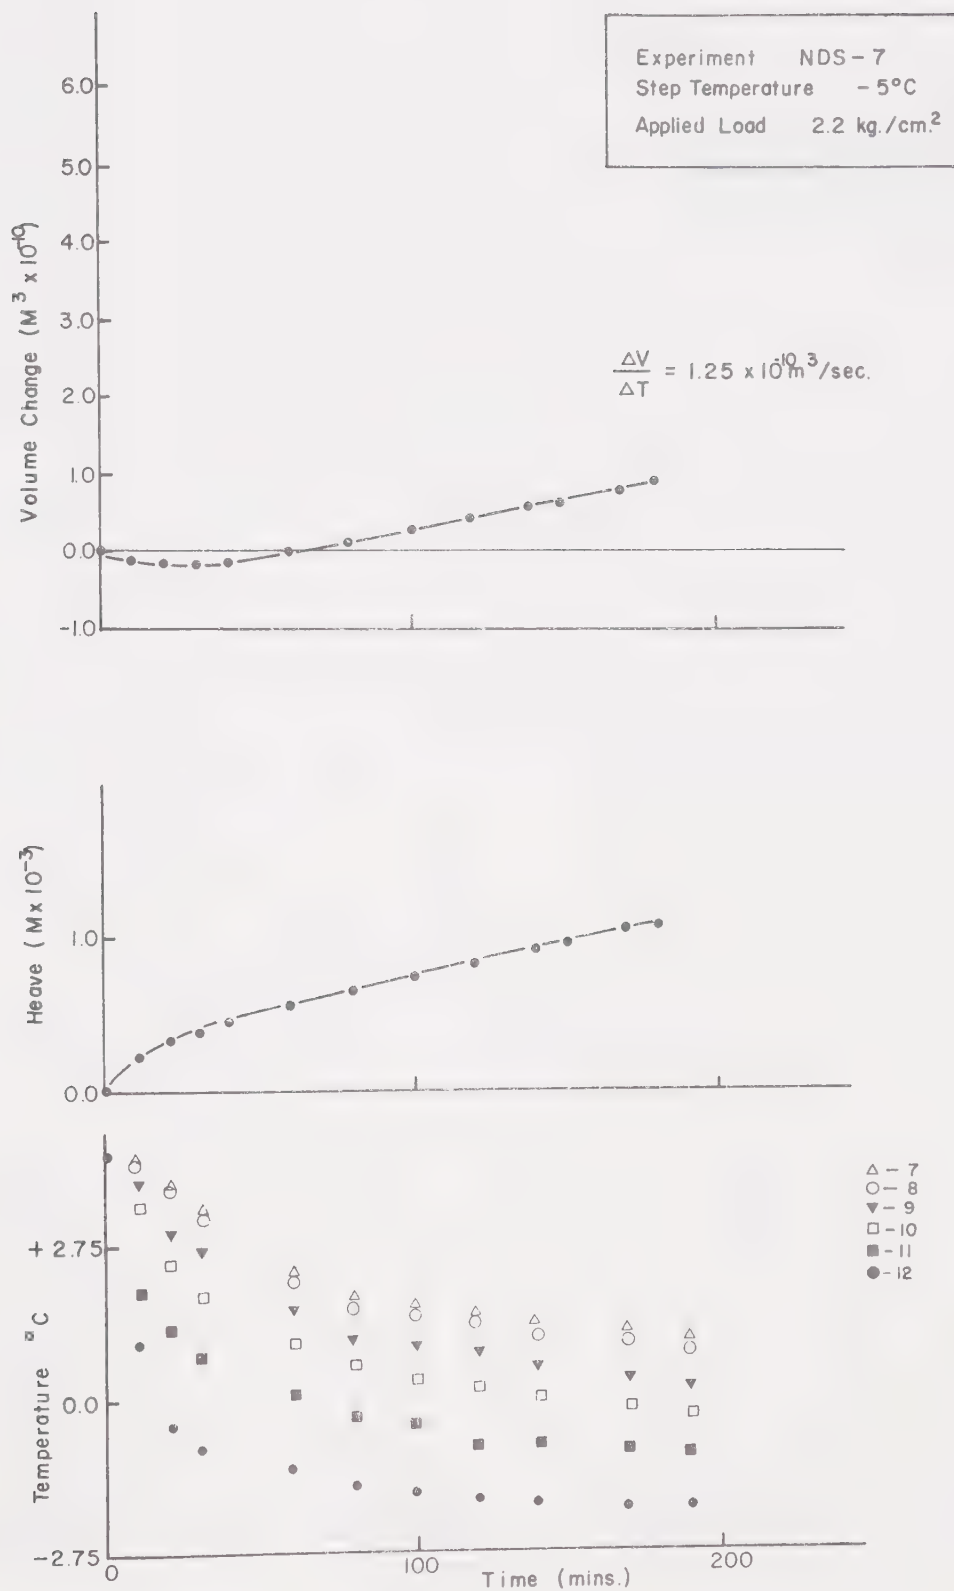 Experiment NDS-7
Step Temperature -5°C
Applied Load 2.2 kg./cm.²
Volume Change (M³ x 10⁻¹⁰)
6.0
5.0
4.0
3.0
2.0
1.0
0.0
-1.0
ΔV/ΔT = 1.25 x 10⁻¹⁰m³/sec.
Heave (M x 10⁻³)
1.0
0.0
Temperature °C
+ 2.75
0.0
-2.75
△ - 7
○ - 8
▼ - 9
□ - 10
■ - 11
● - 12
0
100
200
Time (mins.)